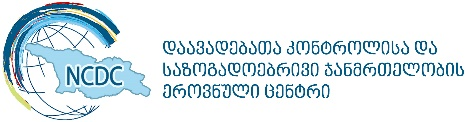 NCDC
დაავადებათა კონტროლისა და
საზოგადოებრივი ჯანმრთელობის
ეროვნული ცენტრი